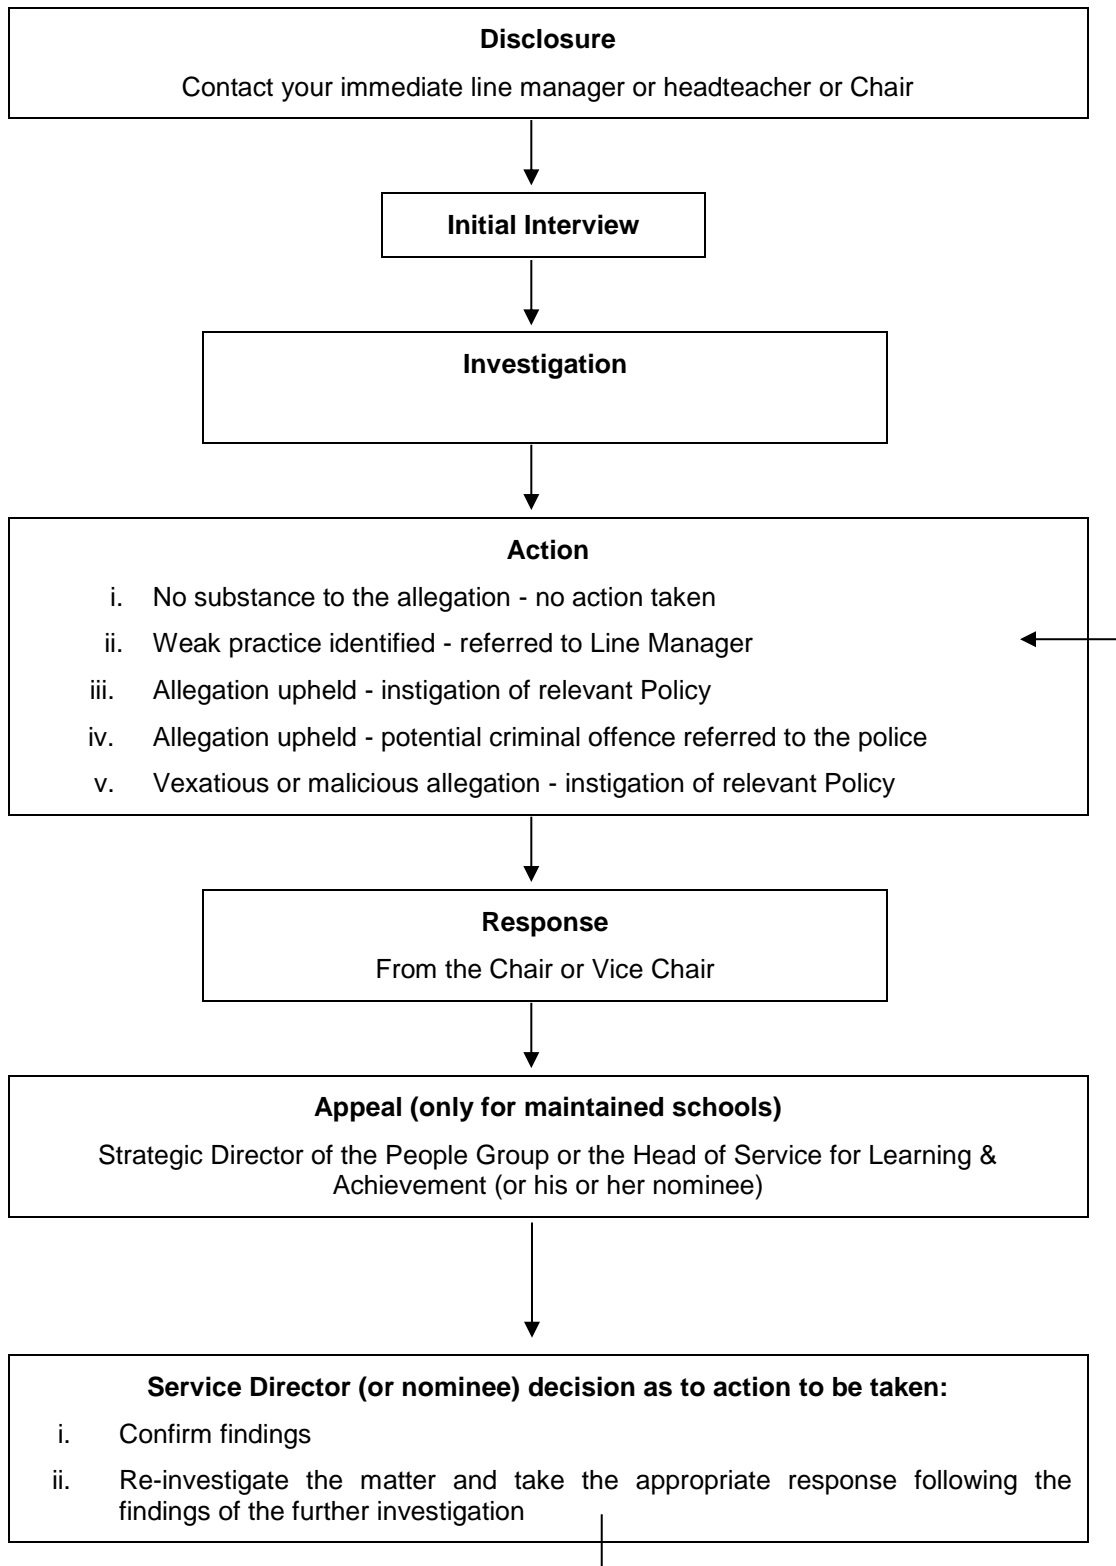 Disclosure
Contact your immediate line manager or headteacher or Chair
Initial Interview
Investigation
Action
i. No substance to the allegation - no action taken
ii. Weak practice identified - referred to Line Manager
iii. Allegation upheld - instigation of relevant Policy
iv. Allegation upheld - potential criminal offence referred to the police
v. Vexatious or malicious allegation - instigation of relevant Policy
Response
From the Chair or Vice Chair
Appeal (only for maintained schools)
Strategic Director of the People Group or the Head of Service for Learning &
Achievement (or his or her nominee)
Service Director (or nominee) decision as to action to be taken:
i. Confirm findings
ii. Re-investigate the matter and take the appropriate response following the
findings of the further investigation